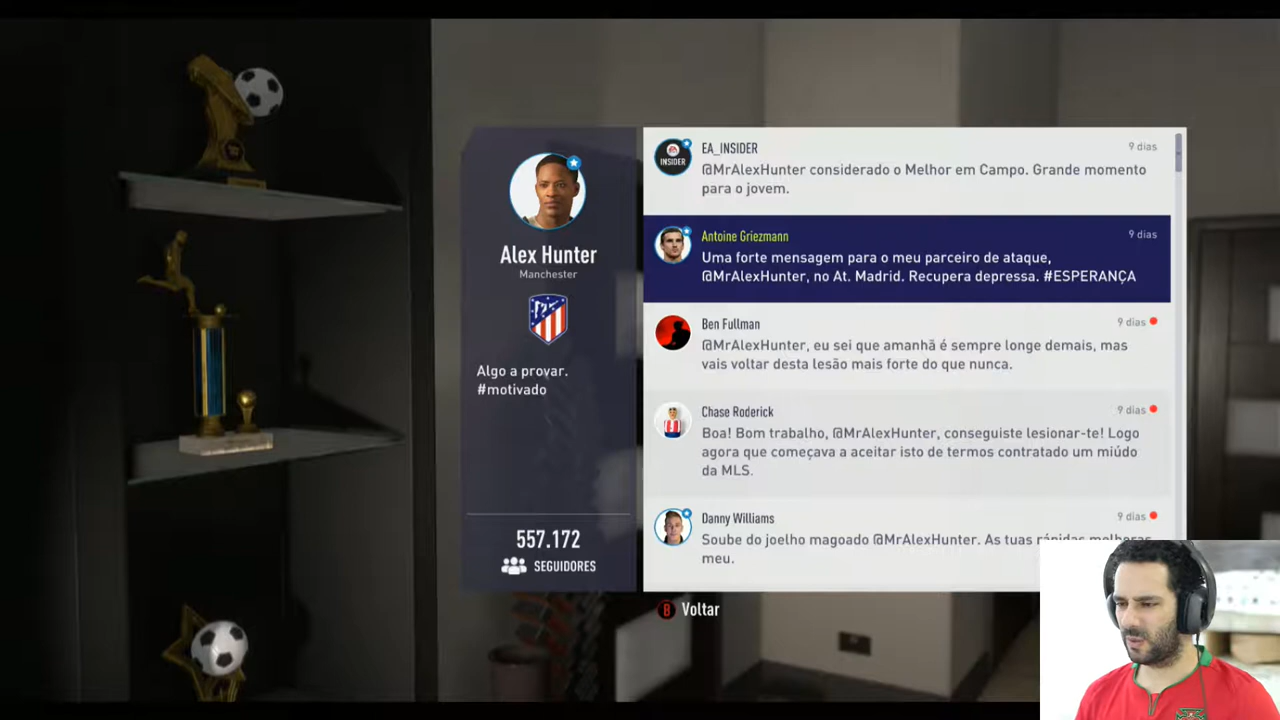 Alex Hunter
Manchester
Algo a provar.
#motivado
557.172
SEGUIDORES
INSIDER
EA_INSIDER
9 dias
@MrAlexHunter considerado o Melhor em Campo. Grande momento
para o jovem.
Antoine Griezmann
9 dias
Uma forte mensagem para o meu parceiro de ataque,
@MrAlexHunter, no At. Madrid. Recupera depressa. #ESPERANÇA
Ben Fullman
9 dias
@MrAlexHunter, eu sei que amanhã é sempre longe demais, mas
vais voltar desta lesão mais forte do que nunca.
Chase Roderick
9 dias
Boa! Bom trabalho, @MrAlexHunter, conseguiste lesionar-te! Logo
agora que começava a aceitar isto de termos contratado um miúdo
da MLS.
Danny Williams
9 dias
Soube do joelho magoado @MrAlexHunter. As tuas rápidas melhoras
meu.
B Voltar